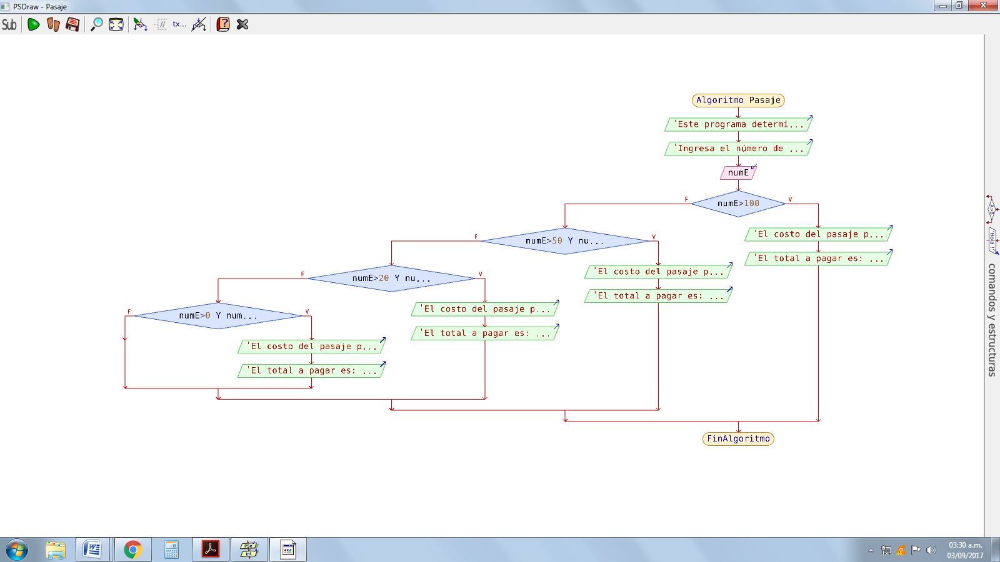 PSDraw - Pasaje
Sub
tx...
Algoritmo Pasaje
'Este programa determi...
'Ingresa el número de ...
numE
numE>100
F
V
'El costo del pasaje p...
'El total a pagar es: ...
numE>50 Y nu...
F
V
'El costo del pasaje p...
'El total a pagar es: ...
numE>20 Y nu...
F
V
'El costo del pasaje p...
'El total a pagar es: ...
numE>0 Y num...
F
V
'El costo del pasaje p...
'El total a pagar es: ...
FinAlgoritmo
A>B
'Hola !'
comandos y estructuras
PSe
Int
03:30 a.m.
03/09/2017